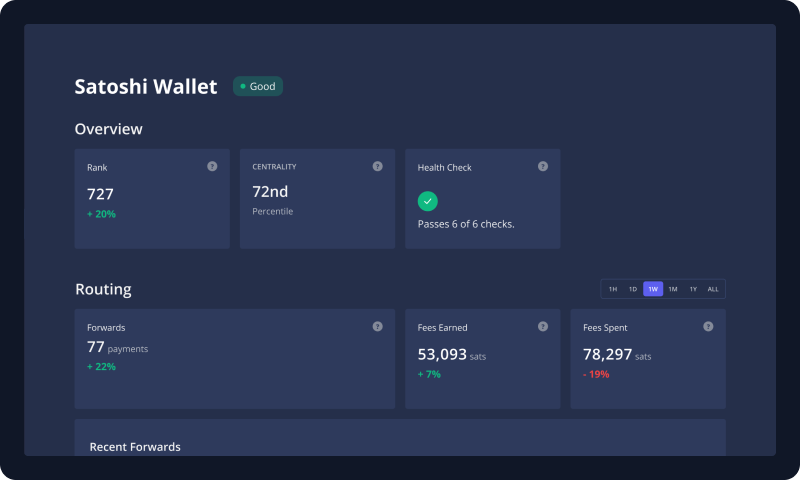 Satoshi Wallet
Good
Overview
Rank ?
727
+ 20%
CENTRALITY ?
72nd
Percentile
Health Check ?
Passes 6 of 6 checks.
Routing
1H 1D 1W 1M 1Y ALL
Forwards ?
77 payments
+ 22%
Fees Earned ?
53,093 sats
+ 7%
Fees Spent ?
78,297 sats
- 19%
Recent Forwards